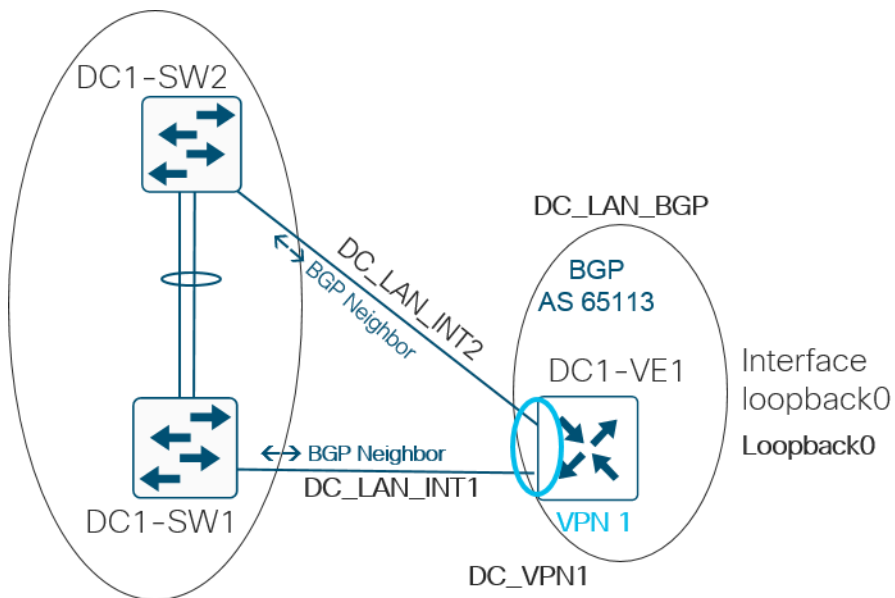 DC1-SW2
DC_LAN_BGP
BGP
AS 65113
DC_LAN_INT2
BGP Neighbor
DC1-VE1
Interface
loopback0
Loopback0
BGP Neighbor
DC_LAN_INT1
DC1-SW1
VPN 1
DC_VPN1